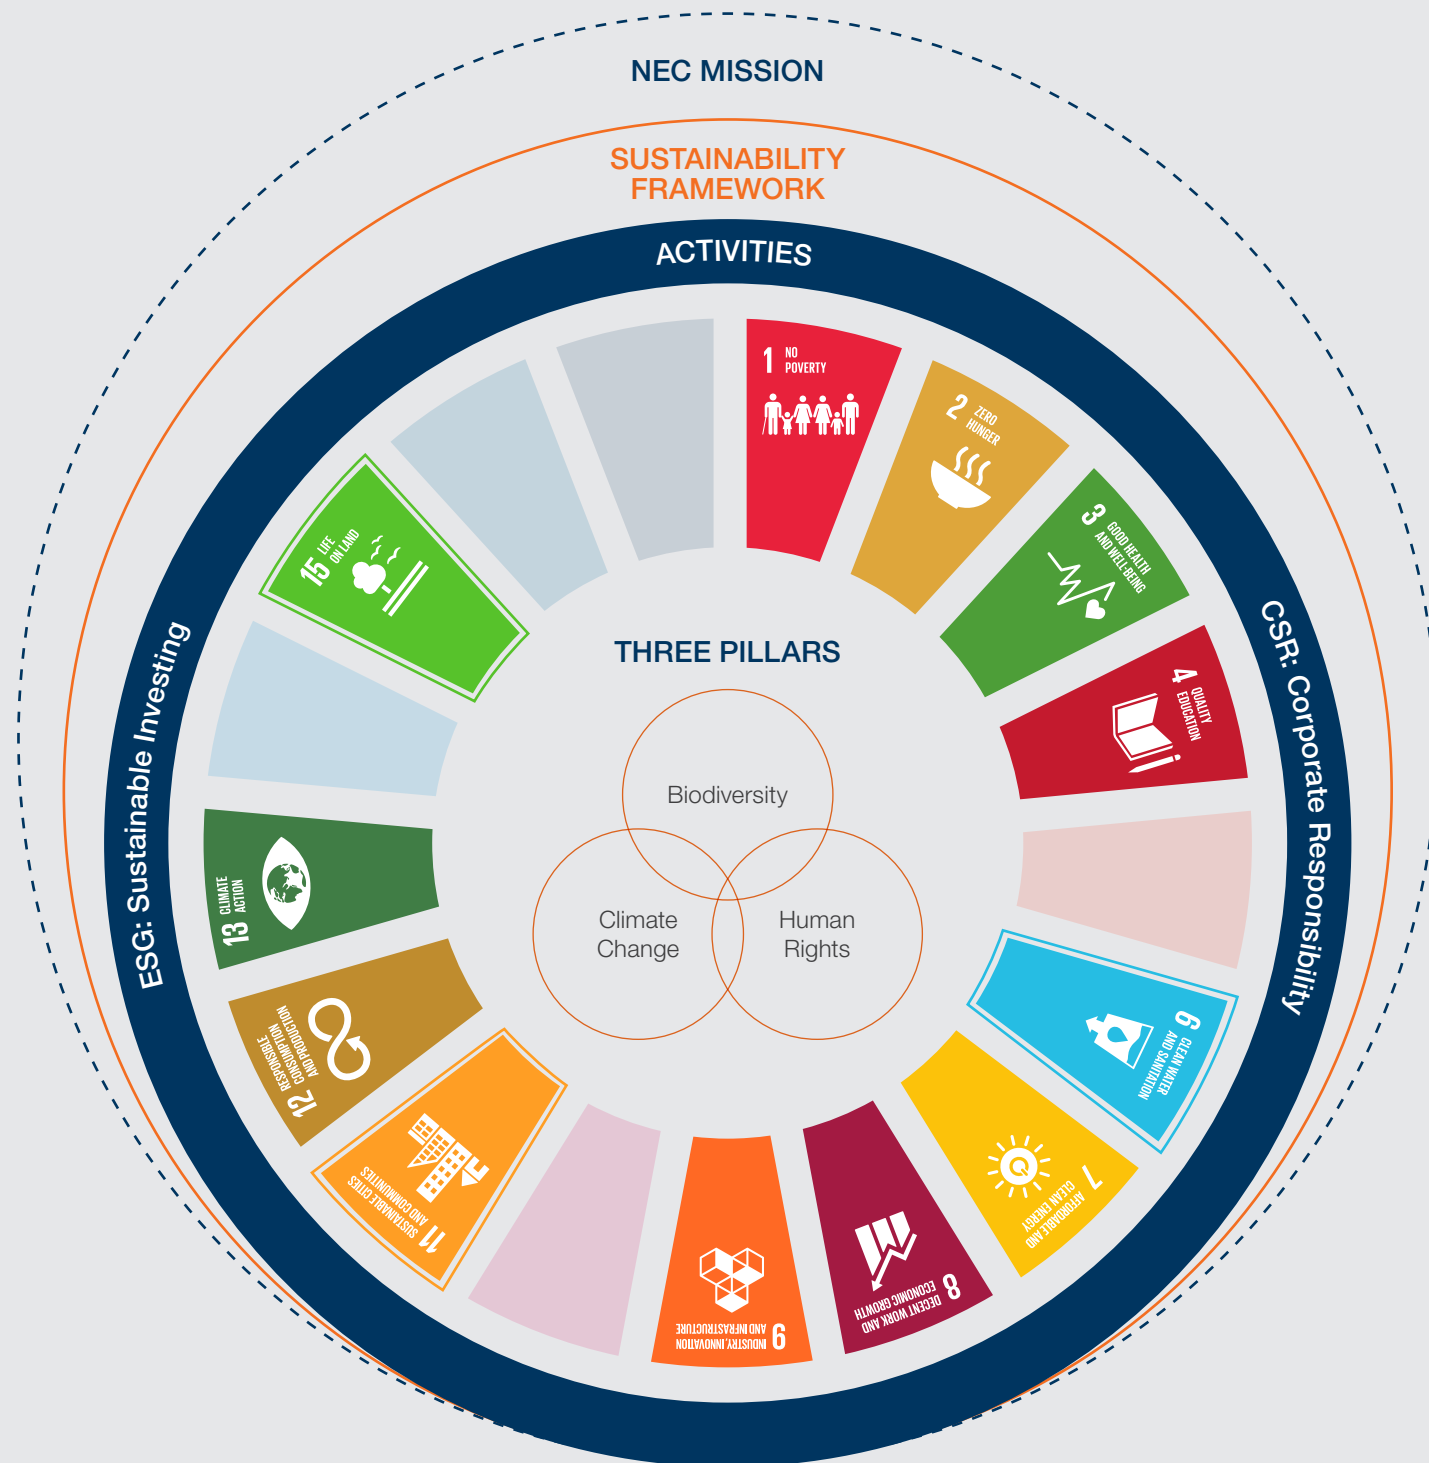 NEC MISSION
SUSTAINABILITY
FRAMEWORK
ACTIVITIES
ESG: Sustainable Investing
CSR: Corporate Responsibility
1 NO
POVERTY
2 ZERO
HUNGER
3 GOOD HEALTH
AND WELL-BEING
4 QUALITY
EDUCATION
6 CLEAN WATER
AND SANITATION
7 AFFORDABLE AND
CLEAN ENERGY
8 DECENT WORK AND
ECONOMIC GROWTH
9 INDUSTRY, INNOVATION
AND INFRASTRUCTURE
11 SUSTAINABLE CITIES
AND COMMUNITIES
12 RESPONSIBLE
CONSUMPTION
AND PRODUCTION
13 CLIMATE
ACTION
15 LIFE
ON LAND
THREE PILLARS
Biodiversity
Climate
Change
Human
Rights